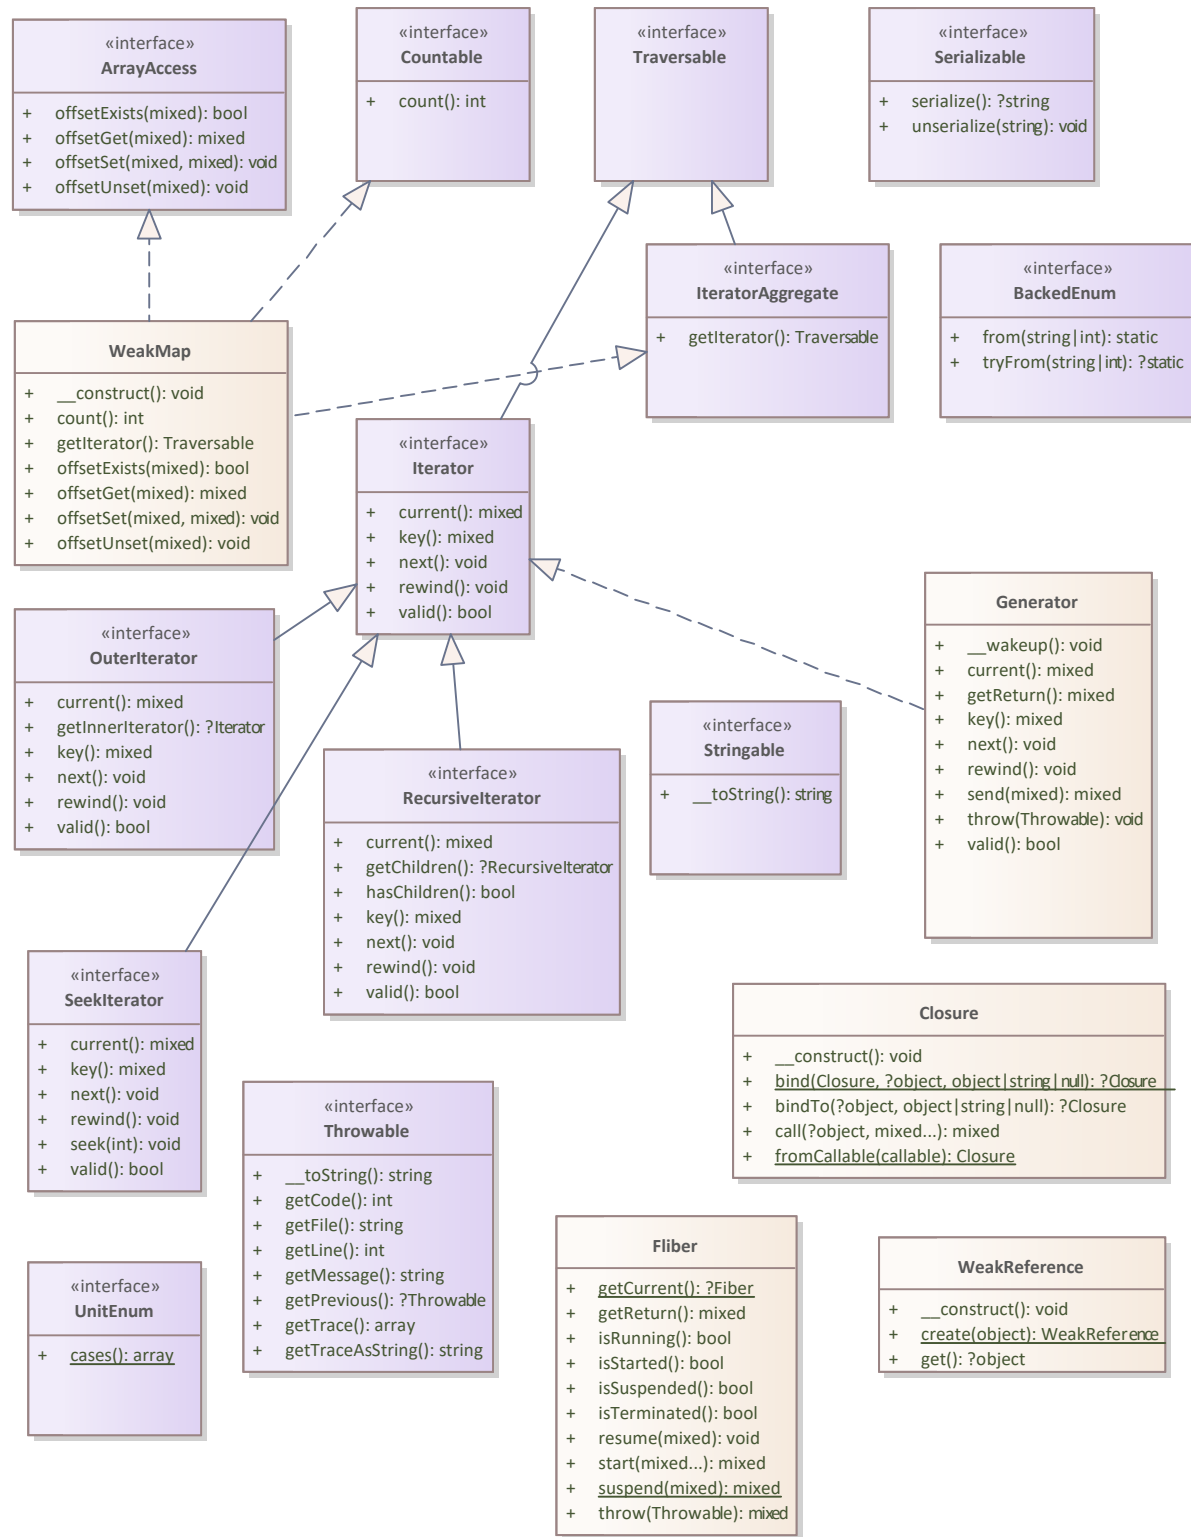 «interface»
ArrayAccess
+ offsetExists(mixed): bool
+ offsetGet(mixed): mixed
+ offsetSet(mixed, mixed): void
+ offsetUnset(mixed): void
«interface»
Countable
+ count(): int
«interface»
Traversable
«interface»
Serializable
+ serialize(): ?string
+ unserialize(string): void
«interface»
IteratorAggregate
+ getIterator(): Traversable
«interface»
BackedEnum
+ from(string|int): static
+ tryFrom(string|int): ?static
WeakMap
+ __construct(): void
+ count(): int
+ getIterator(): Traversable
+ offsetExists(mixed): bool
+ offsetGet(mixed): mixed
+ offsetSet(mixed, mixed): void
+ offsetUnset(mixed): void
«interface»
Iterator
+ current(): mixed
+ key(): mixed
+ next(): void
+ rewind(): void
+ valid(): bool
Generator
+ __wakeup(): void
+ current(): mixed
+ getReturn(): mixed
+ key(): mixed
+ next(): void
+ rewind(): void
+ send(mixed): mixed
+ throw(Throwable): void
+ valid(): bool
«interface»
OuterIterator
+ current(): mixed
+ getInnerIterator(): ?Iterator
+ key(): mixed
+ next(): void
+ rewind(): void
+ valid(): bool
«interface»
Stringable
+ __toString(): string
«interface»
RecursiveIterator
+ current(): mixed
+ getChildren(): ?RecursiveIterator
+ hasChildren(): bool
+ key(): mixed
+ next(): void
+ rewind(): void
+ valid(): bool
«interface»
SeekIterator
+ current(): mixed
+ key(): mixed
+ next(): void
+ rewind(): void
+ seek(int): void
+ valid(): bool
Closure
+ __construct(): void
+ bind(Closure, ?object, object|string|null): ?Closure
+ bindTo(?object, object|string|null): ?Closure
+ call(?object, mixed...): mixed
+ fromCallable(callable): Closure
«interface»
Throwable
+ __toString(): string
+ getCode(): int
+ getFile(): string
+ getLine(): int
+ getMessage(): string
+ getPrevious(): ?Throwable
+ getTrace(): array
+ getTraceAsString(): string
Fliber
+ getCurrent(): ?Fiber
+ getReturn(): mixed
+ isRunning(): bool
+ isStarted(): bool
+ isSuspended(): bool
+ isTerminated(): bool
+ resume(mixed): void
+ start(mixed...): mixed
+ suspend(mixed): mixed
+ throw(Throwable): mixed
WeakReference
+ __construct(): void
+ create(object): WeakReference
+ get(): ?object
«interface»
UnitEnum
+ cases(): array